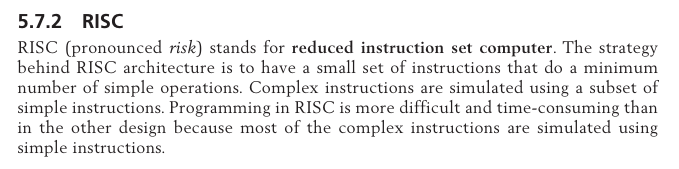 5.7.2 RISC
RISC (pronounced risk) stands for reduced instruction set computer. The strategy
behind RISC architecture is to have a small set of instructions that do a minimum
number of simple operations. Complex instructions are simulated using a subset of
simple instructions. Programming in RISC is more difficult and time-consuming than
in the other design because most of the complex instructions are simulated using
simple instructions.